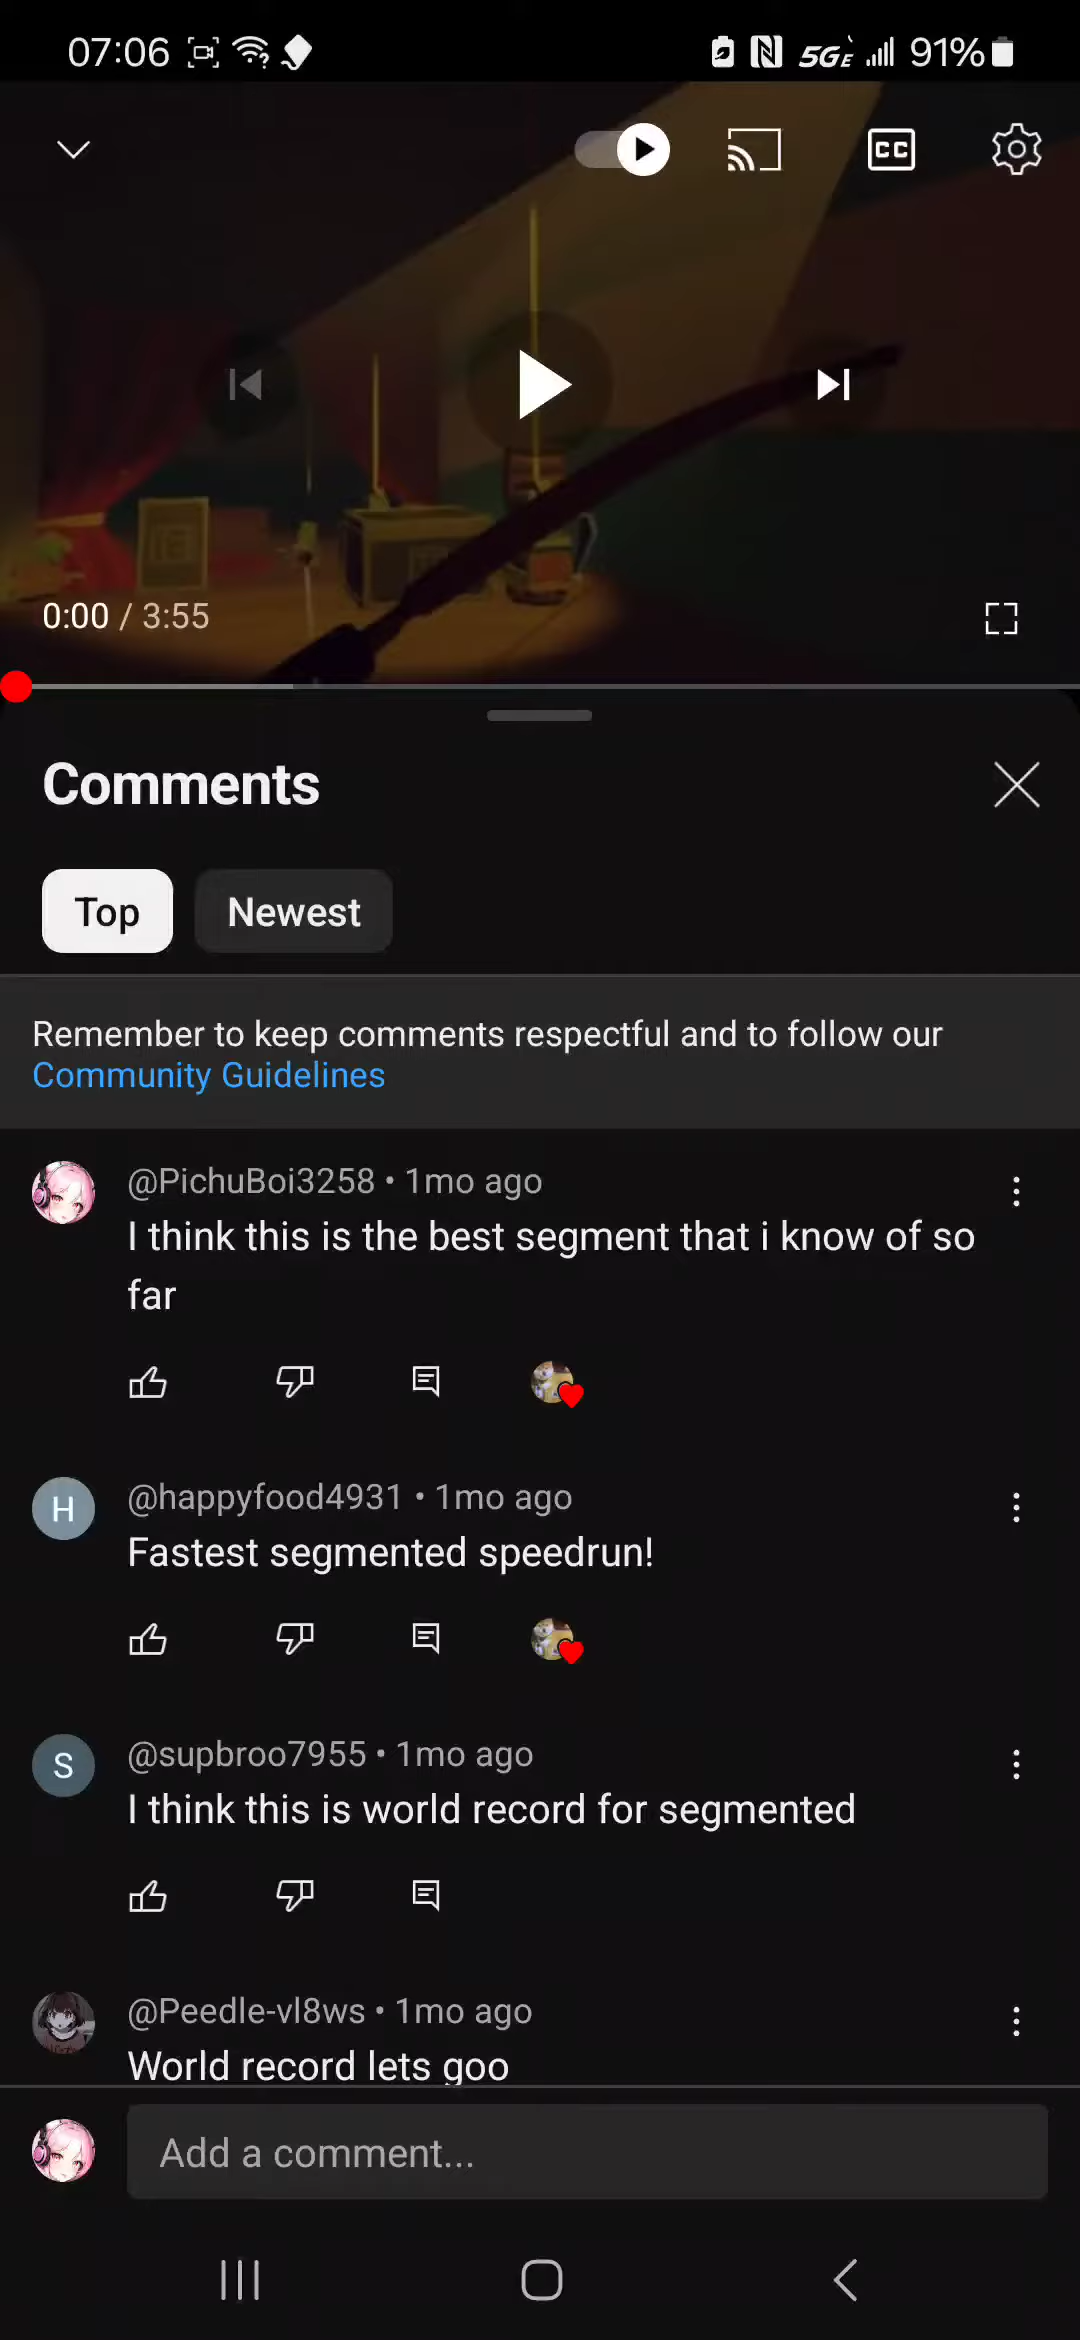 07:06 5GE 91%
CC
0:00 / 3:55
Comments
Top Newest
Remember to keep comments respectful and to follow our
Community Guidelines
@PichuBoi3258 • 1mo ago
I think this is the best segment that i know of so
far
H @happyfood4931 • 1mo ago
Fastest segmented speedrun!
S @supbroo7955 • 1mo ago
I think this is world record for segmented
@Peedle-vl8ws • 1mo ago
World record lets goo
Add a comment...